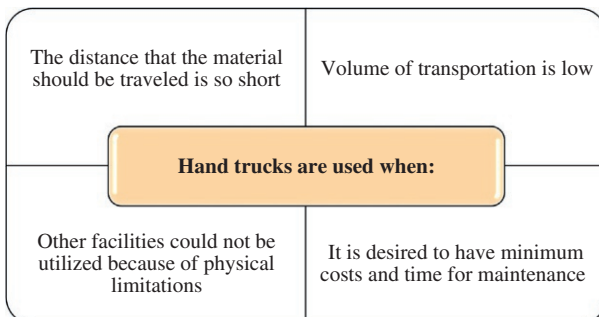 The distance that the material
should be traveled is so short
Volume of transportation is low
Hand trucks are used when:
Other facilities could not be
utilized because of physical
limitations
It is desired to have minimum
costs and time for maintenance